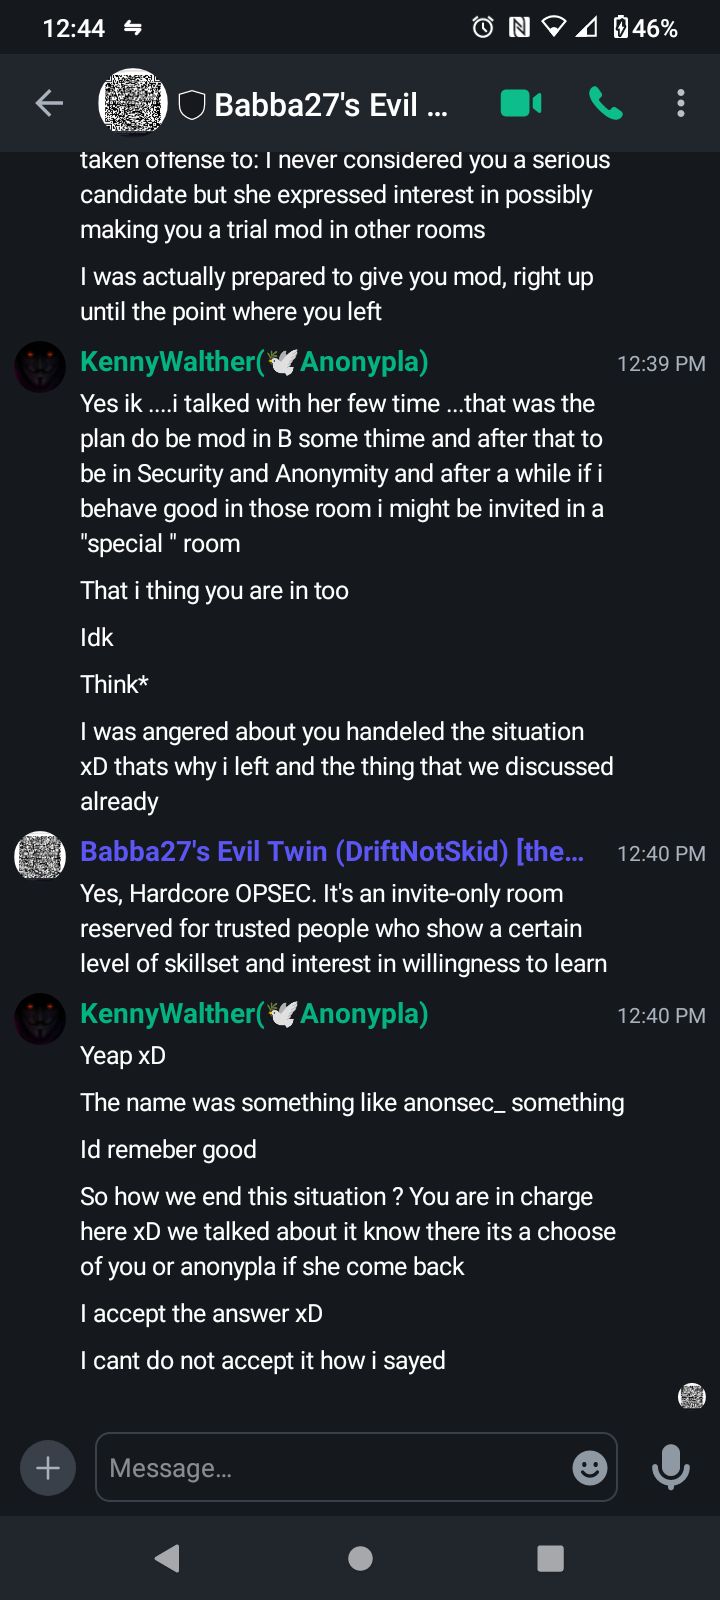 12:44
46%
Babba27's Evil ...
taken offense to: I never considered you a serious
candidate but she expressed interest in possibly
making you a trial mod in other rooms
I was actually prepared to give you mod, right up
until the point where you left
KennyWalther(🕊Anonypla)
12:39 PM
Yes ik ....i talked with her few time ...that was the
plan do be mod in B some thime and after that to
be in Security and Anonymity and after a while if i
behave good in those room i might be invited in a
"special " room
That i thing you are in too
Idk
Think*
I was angered about you handeled the situation
xD thats why i left and the thing that we discussed
already
Babba27's Evil Twin (DriftNotSkid) [the...
12:40 PM
Yes, Hardcore OPSEC. It's an invite-only room
reserved for trusted people who show a certain
level of skillset and interest in willingness to learn
KennyWalther(🕊Anonypla)
12:40 PM
Yeap xD
The name was something like anonsec_ something
Id remeber good
So how we end this situation ? You are in charge
here xD we talked about it know there its a choose
of you or anonypla if she come back
I accept the answer xD
I cant do not accept it how i sayed
Message...